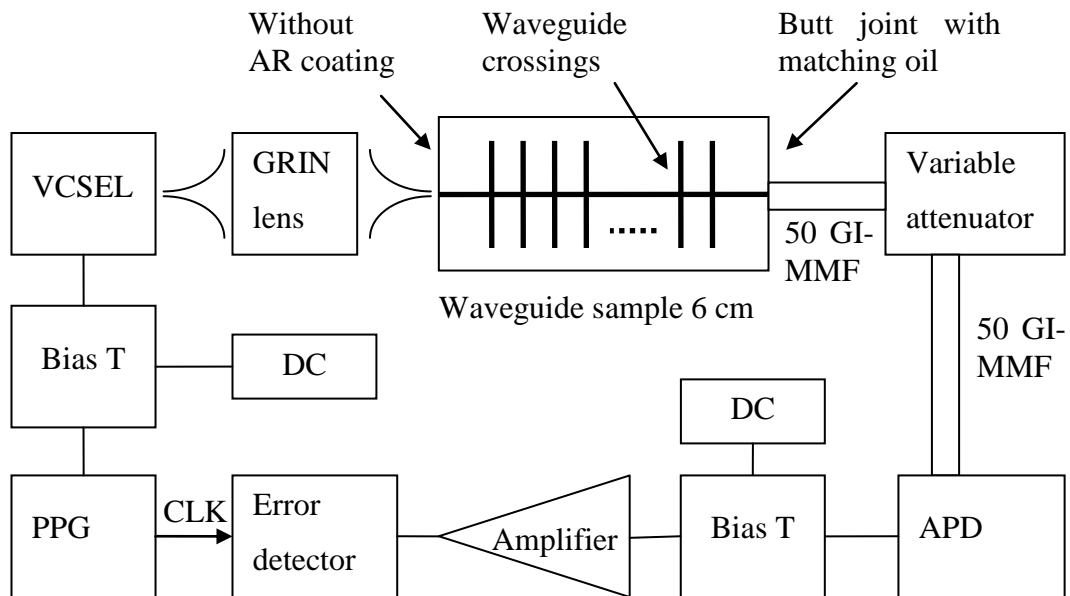 Without
AR coating
Waveguide
crossings
Butt joint with
matching oil
VCSEL
GRIN
lens
Variable
attenuator
50 GI-
MMF
Waveguide sample 6 cm
50 GI-
MMF
Bias T
DC
DC
PPG
CLK
Error
detector
Amplifier
Bias T
APD